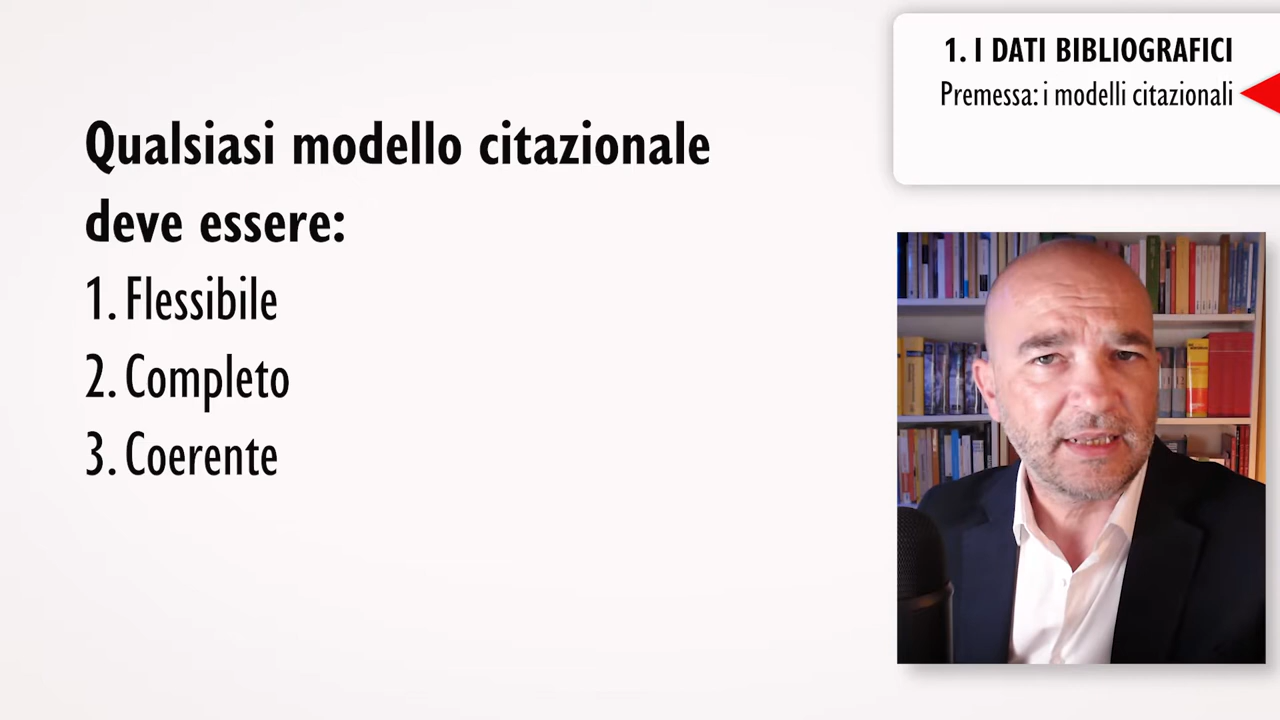 1. I DATI BIBLIOGRAFICI
Premessa: i modelli citazionali
Qualsiasi modello citazionale
deve essere:
1. Flessibile
2. Completo
3. Coerente